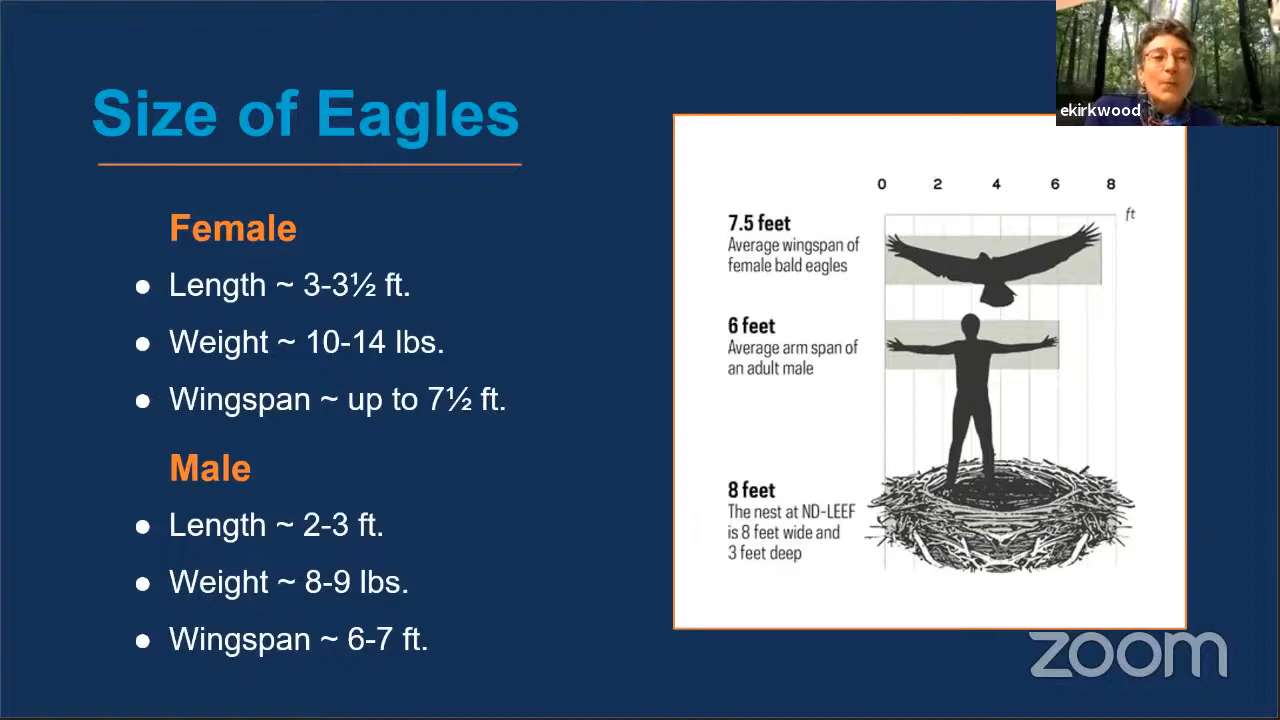 ekirkwood
Size of Eagles
Female
● Length ~ 3-3½ ft.
● Weight ~ 10-14 lbs.
● Wingspan ~ up to 7½ ft.
Male
● Length ~ 2-3 ft.
● Weight ~ 8-9 lbs.
● Wingspan ~ 6-7 ft.
0 2 4 6 8
ft
7.5 feet
Average wingspan of
female bald eagles
6 feet
Average arm span of
an adult male
8 feet
The nest at ND-LEEF
is 8 feet wide and
3 feet deep
zoom